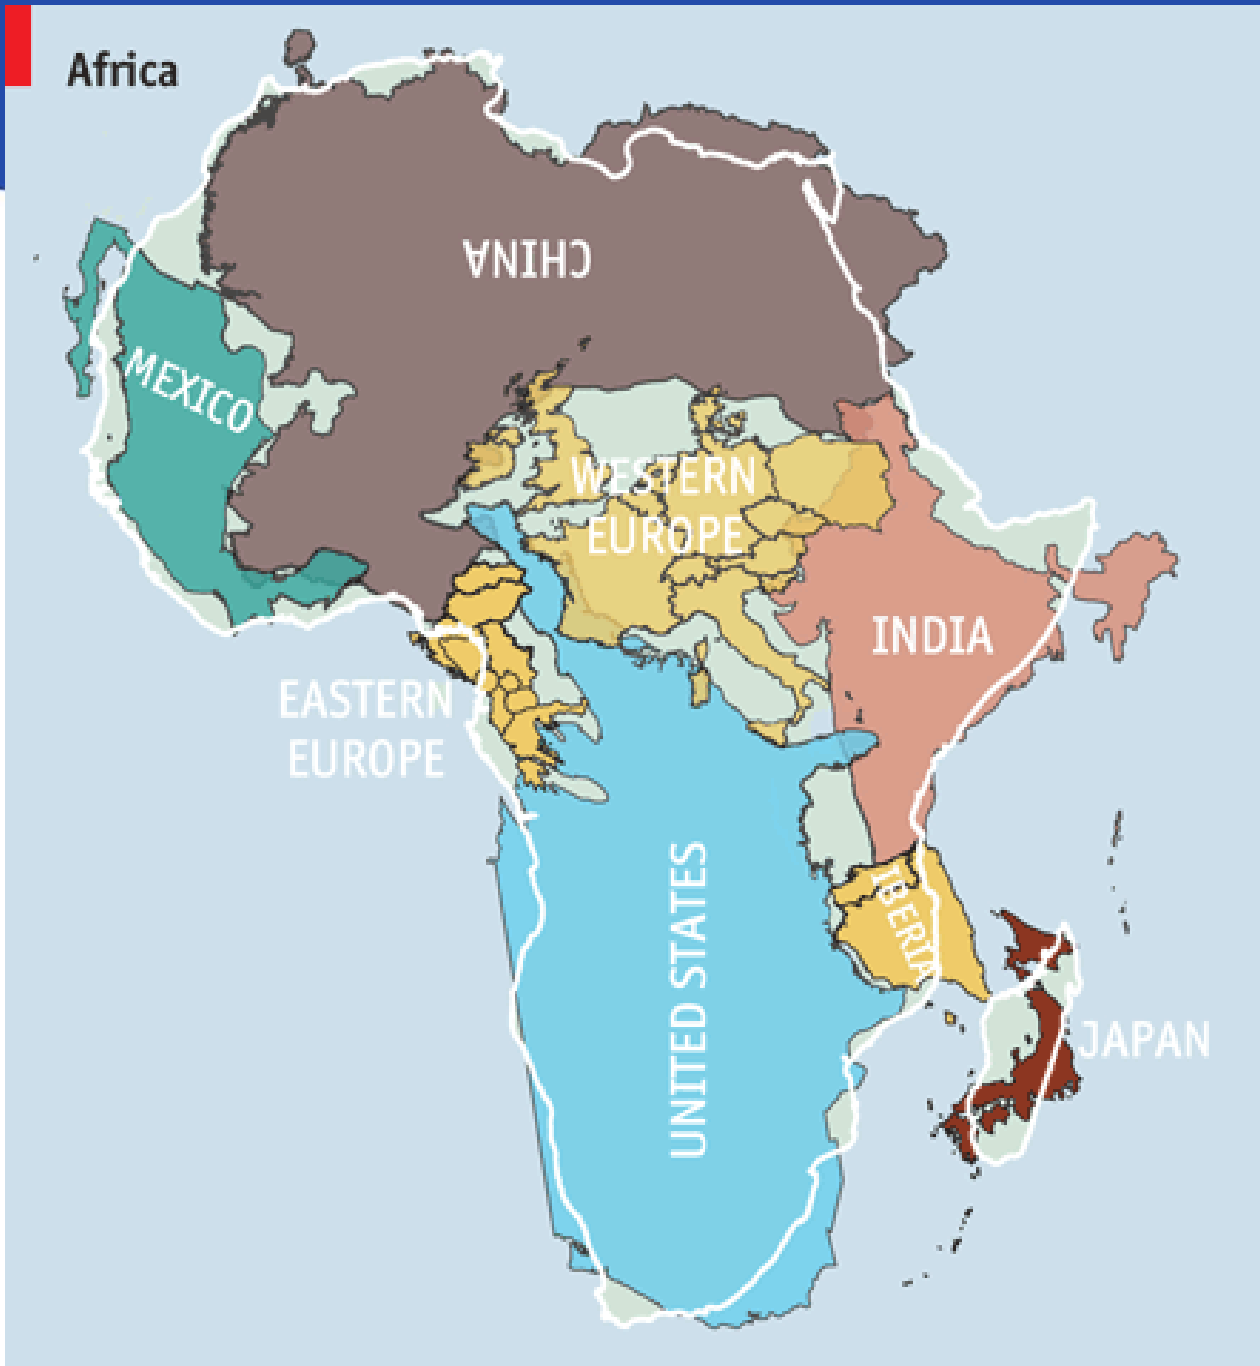 Africa
CHINA
MEXICO
WESTERN
EUROPE
INDIA
EASTERN
EUROPE
UNITED STATES
IBERIA
JAPAN